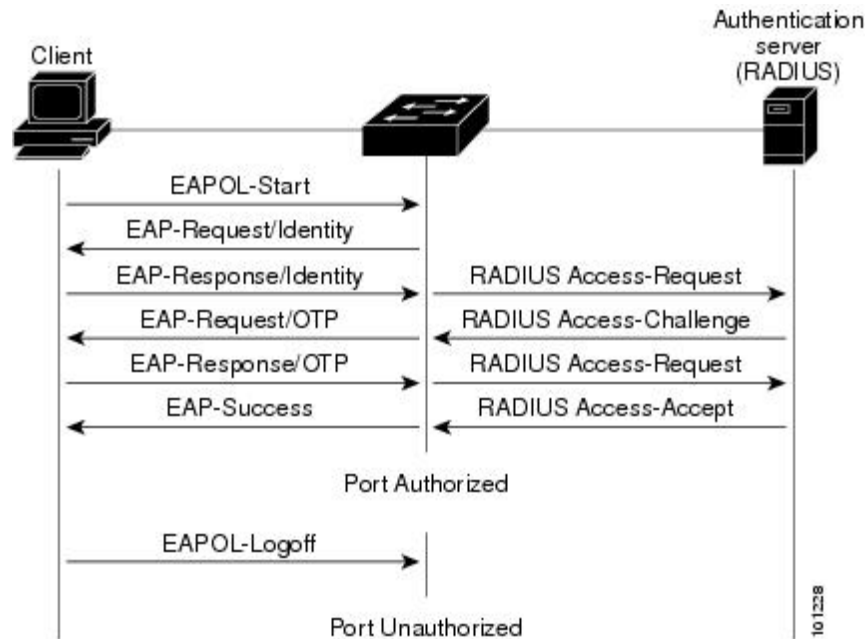 Authentication
server
(RADIUS)
Client
EAPOL-Start
EAP-Request/Identity
EAP-Response/Identity
RADIUS Access-Request
EAP-Request/OTP
RADIUS Access-Challenge
EAP-Response/OTP
RADIUS Access-Request
EAP-Success
RADIUS Access-Accept
Port Authorized
EAPOL-Logoff
Port Unauthorized
101228